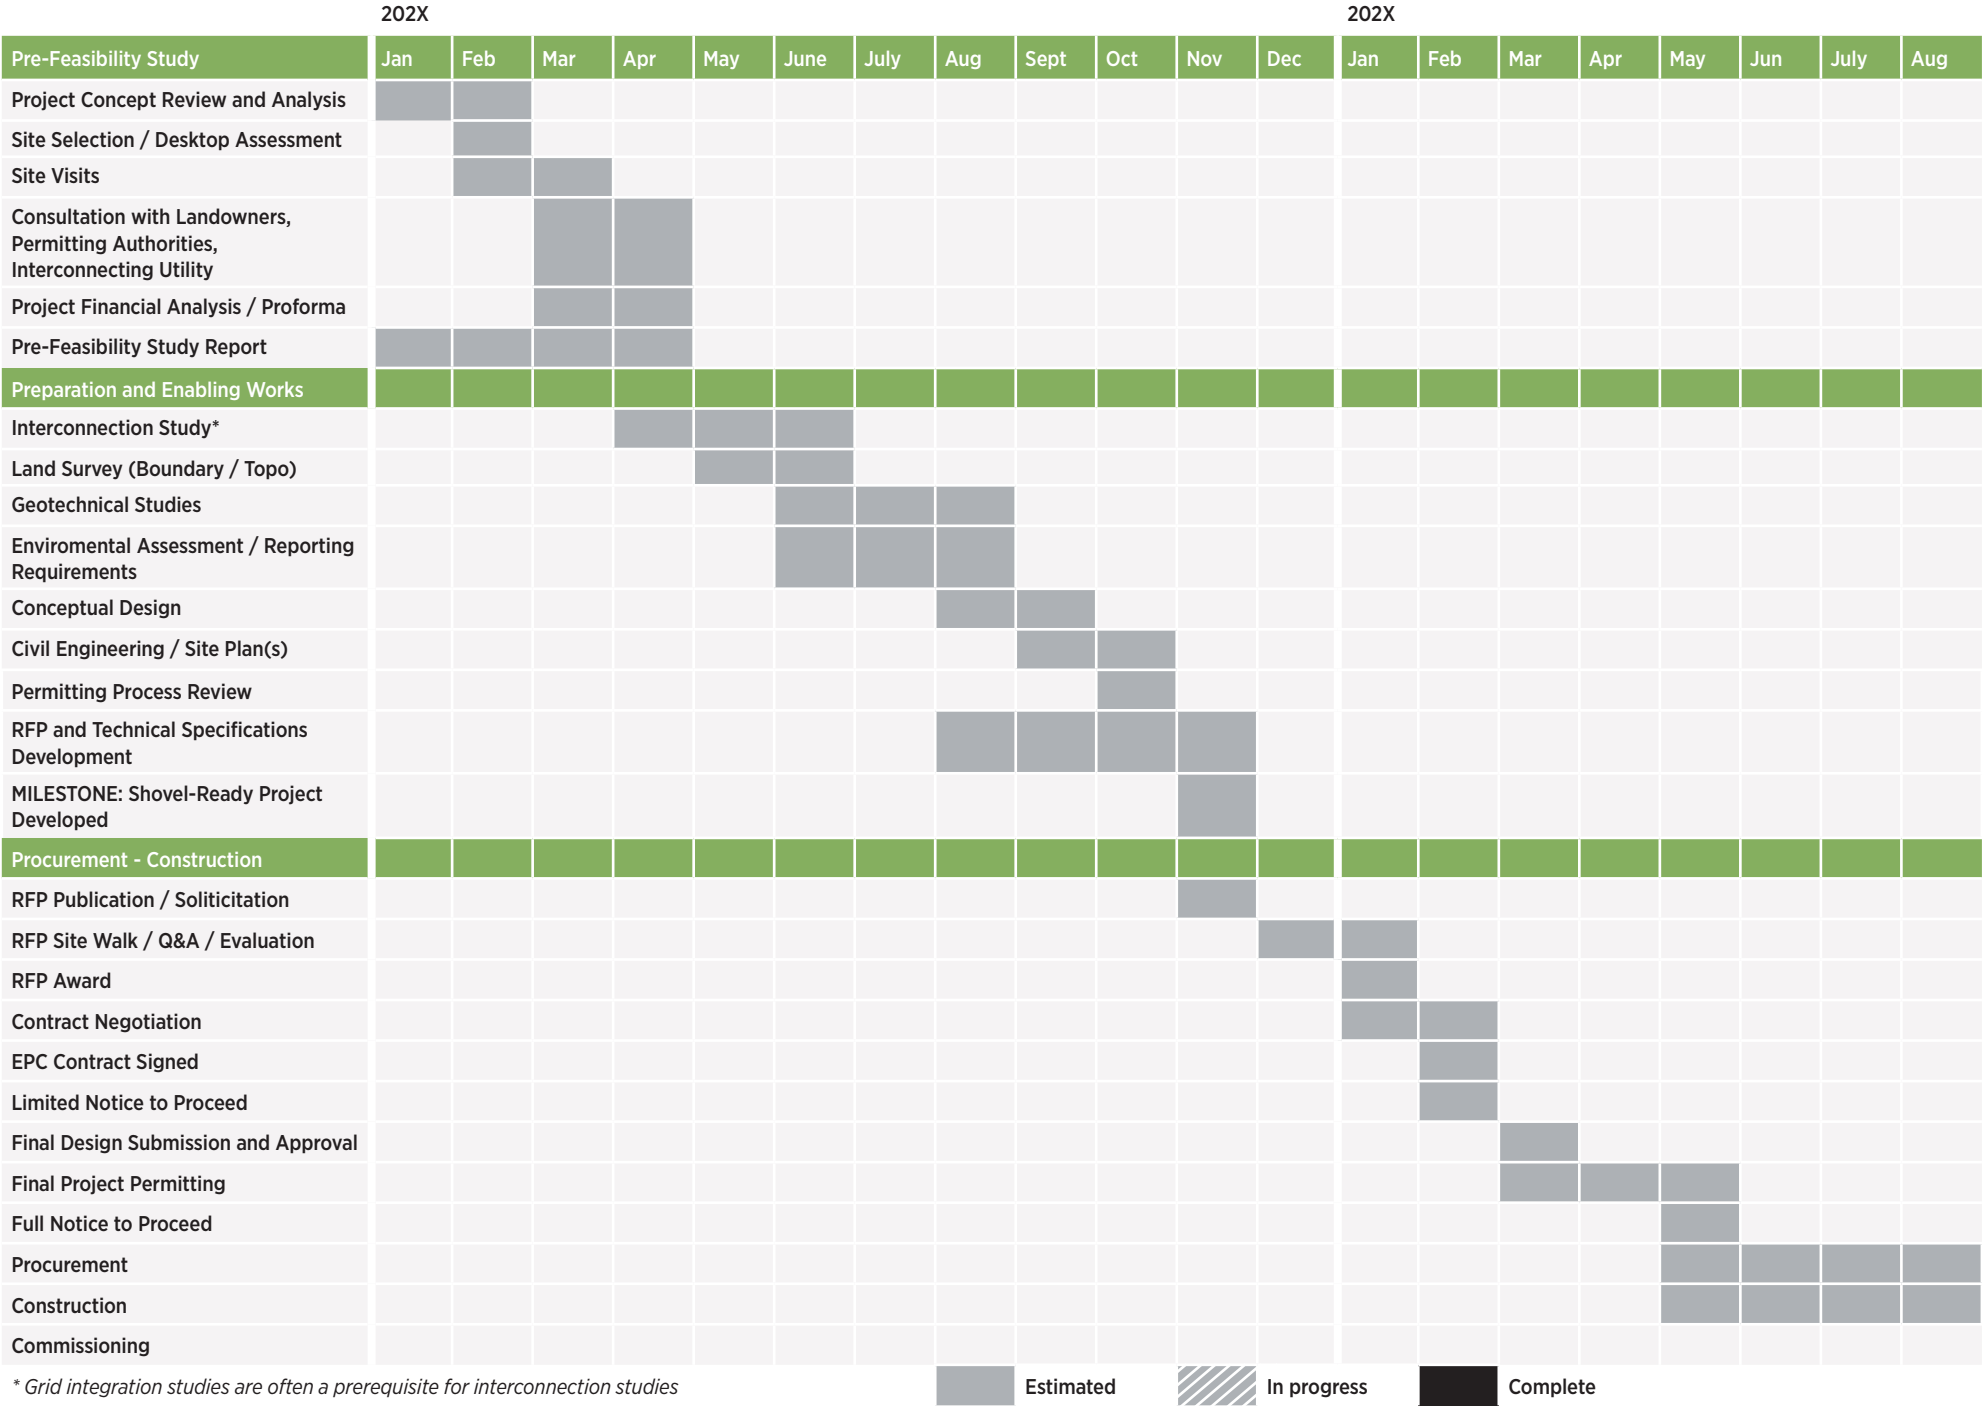 202X 202X
Pre-Feasibility Study Jan Feb Mar Apr May June July Aug Sept Oct Nov Dec Jan Feb Mar Apr May Jun July Aug
Project Concept Review and Analysis
Site Selection / Desktop Assessment
Site Visits
Consultation with Landowners,
Permitting Authorities,
Interconnecting Utility
Project Financial Analysis / Proforma
Pre-Feasibility Study Report
Preparation and Enabling Works
Interconnection Study*
Land Survey (Boundary / Topo)
Geotechnical Studies
Enviromental Assessment / Reporting
Requirements
Conceptual Design
Civil Engineering / Site Plan(s)
Permitting Process Review
RFP and Technical Specifications
Development
MILESTONE: Shovel-Ready Project
Developed
Procurement - Construction
RFP Publication / Soliticitation
RFP Site Walk / Q&A / Evaluation
RFP Award
Contract Negotiation
EPC Contract Signed
Limited Notice to Proceed
Final Design Submission and Approval
Final Project Permitting
Full Notice to Proceed
Procurement
Construction
Commissioning
* Grid integration studies are often a prerequisite for interconnection studies Estimated In progress Complete